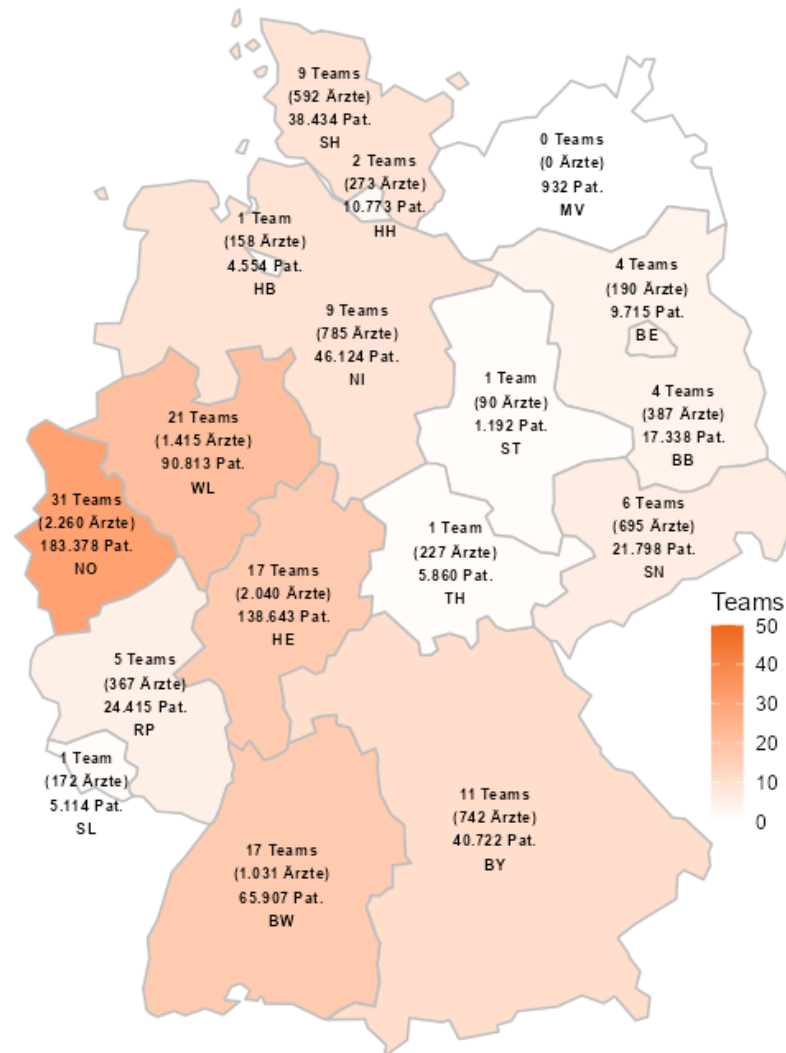 9 Teams
(592 Ärzte)
38.434 Pat.
SH
2 Teams
(273 Ärzte)
10.773 Pat.
HH
0 Teams
(0 Ärzte)
932 Pat.
MV
1 Team
(158 Ärzte)
4.554 Pat.
HB
4 Teams
(190 Ärzte)
9.715 Pat.
BE
9 Teams
(785 Ärzte)
46.124 Pat.
NI
1 Team
(90 Ärzte)
1.192 Pat.
ST
4 Teams
(387 Ärzte)
17.338 Pat.
BB
21 Teams
(1.415 Ärzte)
90.813 Pat.
WL
31 Teams
(2.260 Ärzte)
183.378 Pat.
NO
17 Teams
(2.040 Ärzte)
138.643 Pat.
HE
1 Team
(227 Ärzte)
5.860 Pat.
TH
6 Teams
(695 Ärzte)
21.798 Pat.
SN
5 Teams
(367 Ärzte)
24.415 Pat.
RP
1 Team
(172 Ärzte)
5.114 Pat.
SL
17 Teams
(1.031 Ärzte)
65.907 Pat.
BW
11 Teams
(742 Ärzte)
40.722 Pat.
BY
Teams
50
40
30
20
10
0